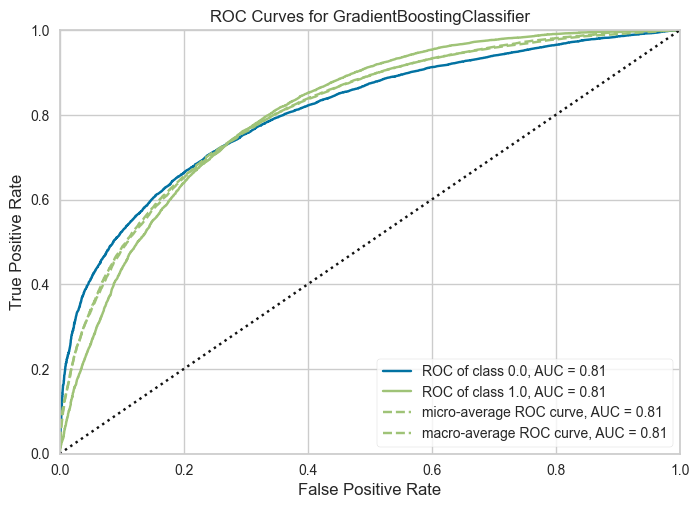 ROC Curves for GradientBoostingClassifier
1.0
0.8
0.6
0.4
0.2
0.0
True Positive Rate
ROC of class 0.0, AUC = 0.81
ROC of class 1.0, AUC = 0.81
micro-average ROC curve, AUC = 0.81
macro-average ROC curve, AUC = 0.81
0.0 0.2 0.4 0.6 0.8 1.0
False Positive Rate